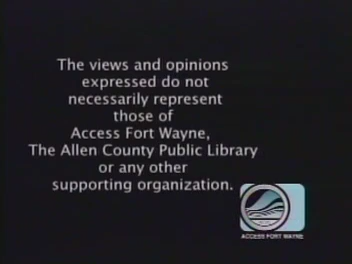 The views and opinions
expressed do not
necessarily represent
those of
Access Fort Wayne,
The Allen County Public Library
or any other
supporting organization.
ACCESS FORT WAYNE